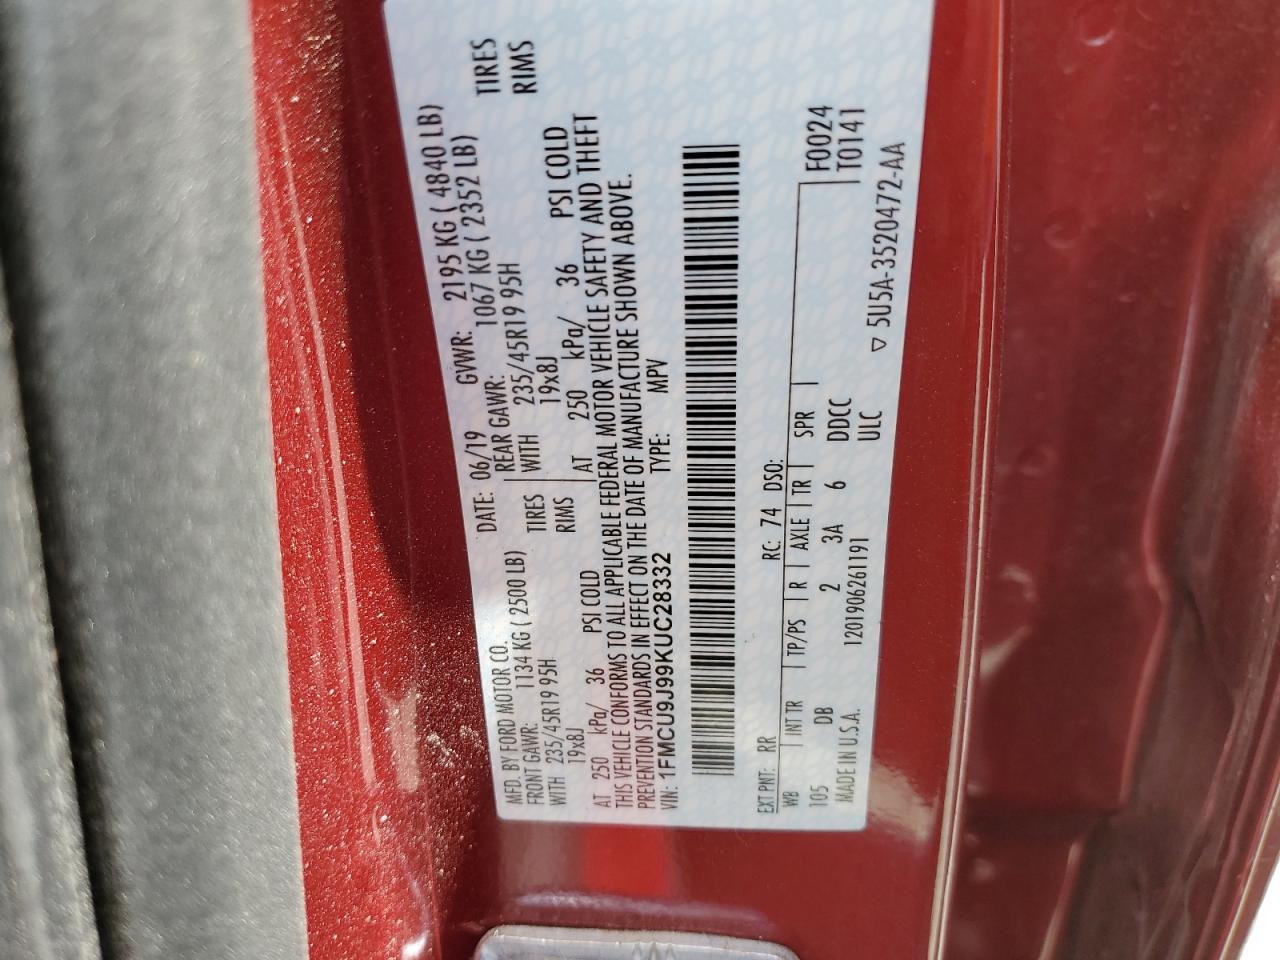 MFD. BY FORD MOTOR CO. DATE: 06/19 GVWR: 2195 KG ( 4840 LB)
FRONT GAWR: 1134 KG ( 2500 LB) REAR GAWR: 1067 KG ( 2352 LB)
WITH 235/45R19 95H TIRES WITH 235/45R19 95H TIRES
19x8J RIMS 19x8J RIMS
AT 250 kPa/ 36 PSI COLD AT 250 kPa/ 36 PSI COLD
THIS VEHICLE CONFORMS TO ALL APPLICABLE FEDERAL MOTOR VEHICLE SAFETY AND THEFT
PREVENTION STANDARDS IN EFFECT ON THE DATE OF MANUFACTURE SHOWN ABOVE.
VIN: 1FMCU9J99KUC28332 TYPE: MPV
EXT PNT: RR RC: 74 DSO:
WB INT TR TP/PS R AXLE TR SPR F0024
105 DB 2 3A 6 DDCC T0141
MADE IN U.S.A. 1201906261191 ULC
▽ 5U5A-3520472-AA